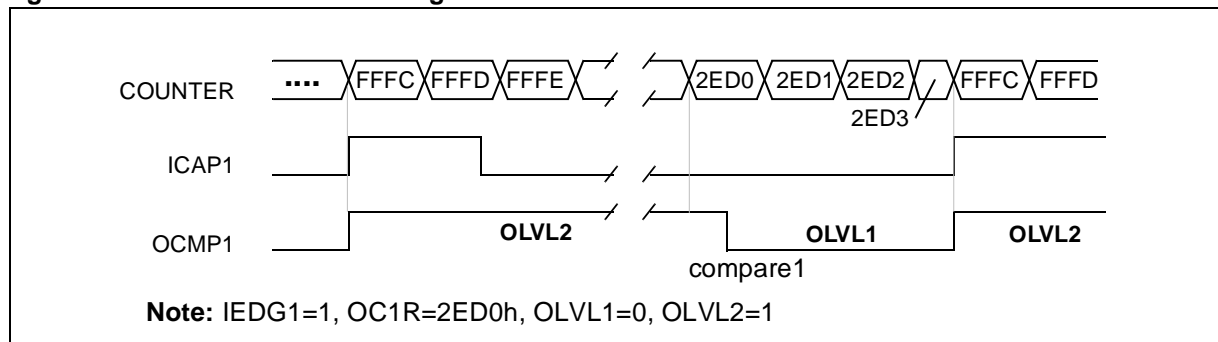 COUNTER .... FFFC FFFD FFFE 2ED0 2ED1 2ED2 FFFC FFFD
2ED3
ICAP1
OCMP1 OLVL2 OLVL1 OLVL2
compare1
Note: IEDG1=1, OC1R=2ED0h, OLVL1=0, OLVL2=1